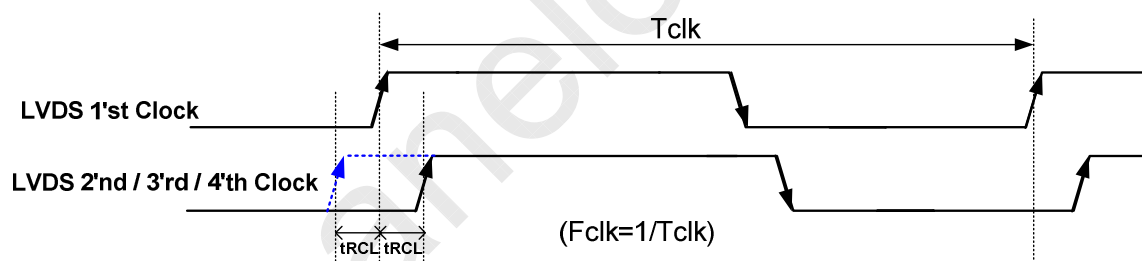 Tclk
LVDS 1'st Clock
LVDS 2'nd / 3'rd / 4'th Clock
tRCL tRCL
(Fclk=1/Tclk)